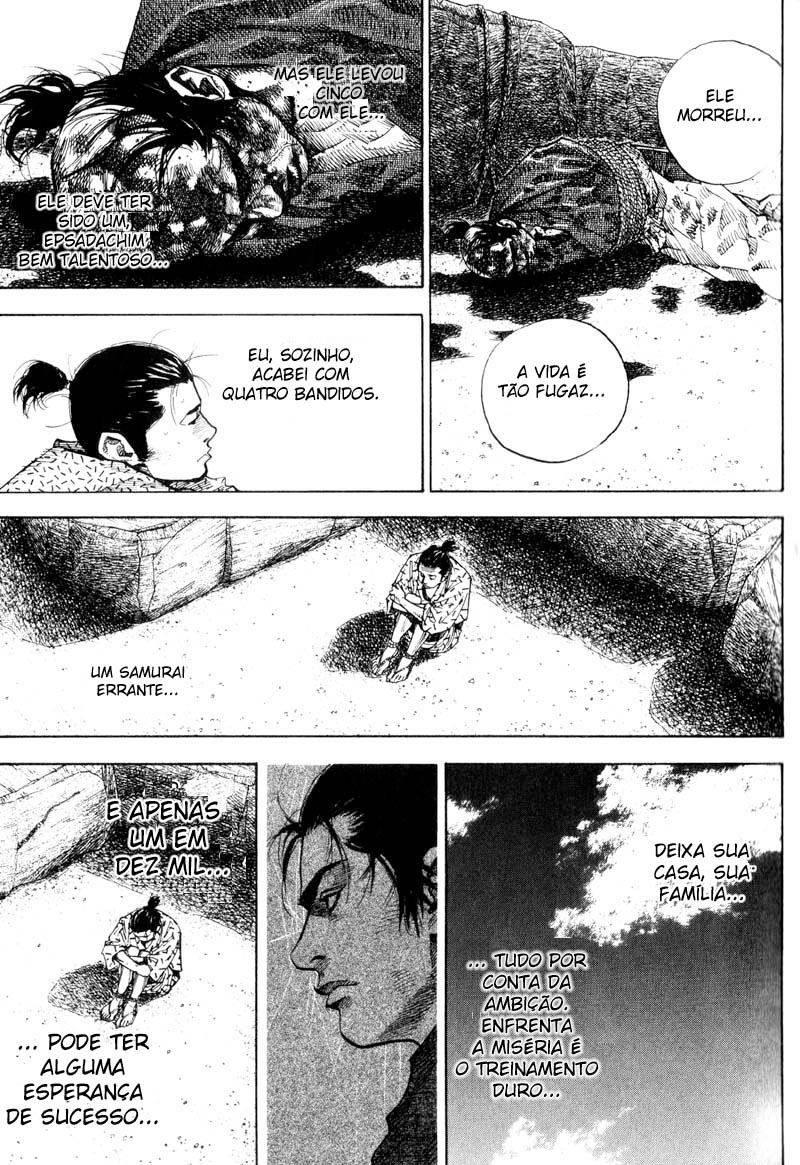 ELE
MORREU...
A VIDA É
TÃO FUGAZ...
MAS ELE LEVOU
CINCO
COM ELE...
ELE DEVE TER
SIDO UM,
EPSADACHIM,
BEM TALENTOSO...
EU, SOZINHO,
ACABEI COM
QUATRO BANDIDOS.
UM SAMURAI
ERRANTE...
DEIXA SUA
CASA, SUA
FAMÍLIA...
... TUDO POR
CONTA DA
AMBIÇÃO.
ENFRENTA
A MISÉRIA É
O TREINAMENTO
DURO...
E APENAS
UM EM
DEZ MIL...
... PODE TER
ALGUMA
ESPERANÇA
DE SUCESSO...